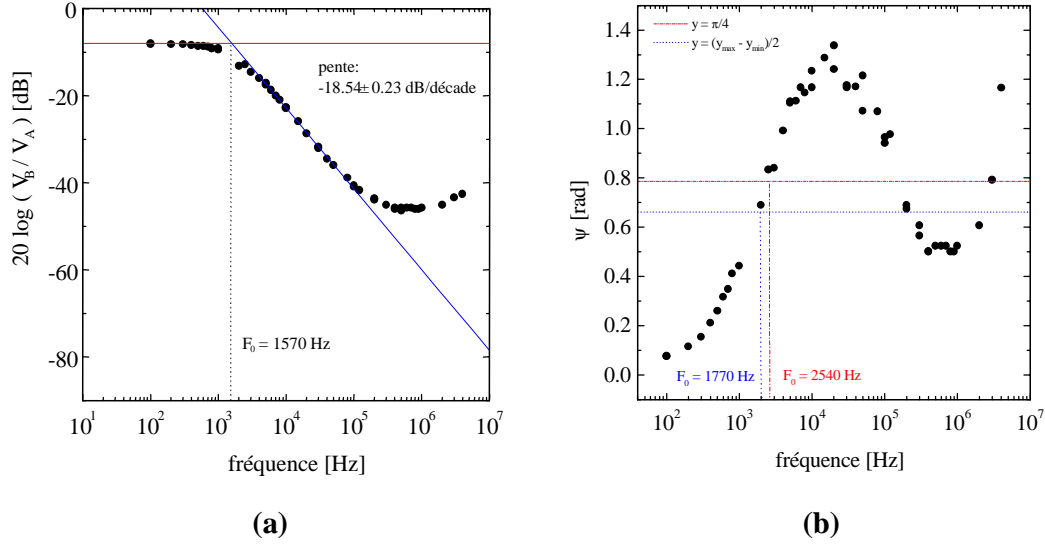 0
-20
-40
-60
-80
20 log ( V_B / V_A ) [dB]
pente:
-18.54± 0.23 dB/décade
F_0 = 1570 Hz
10^1 10^2 10^3 10^4 10^5 10^6 10^7
fréquence [Hz]
(a)
1.4
1.2
1.0
0.8
0.6
0.4
0.2
0.0
ψ [rad]
y = π/4
y = (y_max - y_min)/2
F_0 = 1770 Hz
F_0 = 2540 Hz
10^2 10^3 10^4 10^5 10^6 10^7
fréquence [Hz]
(b)